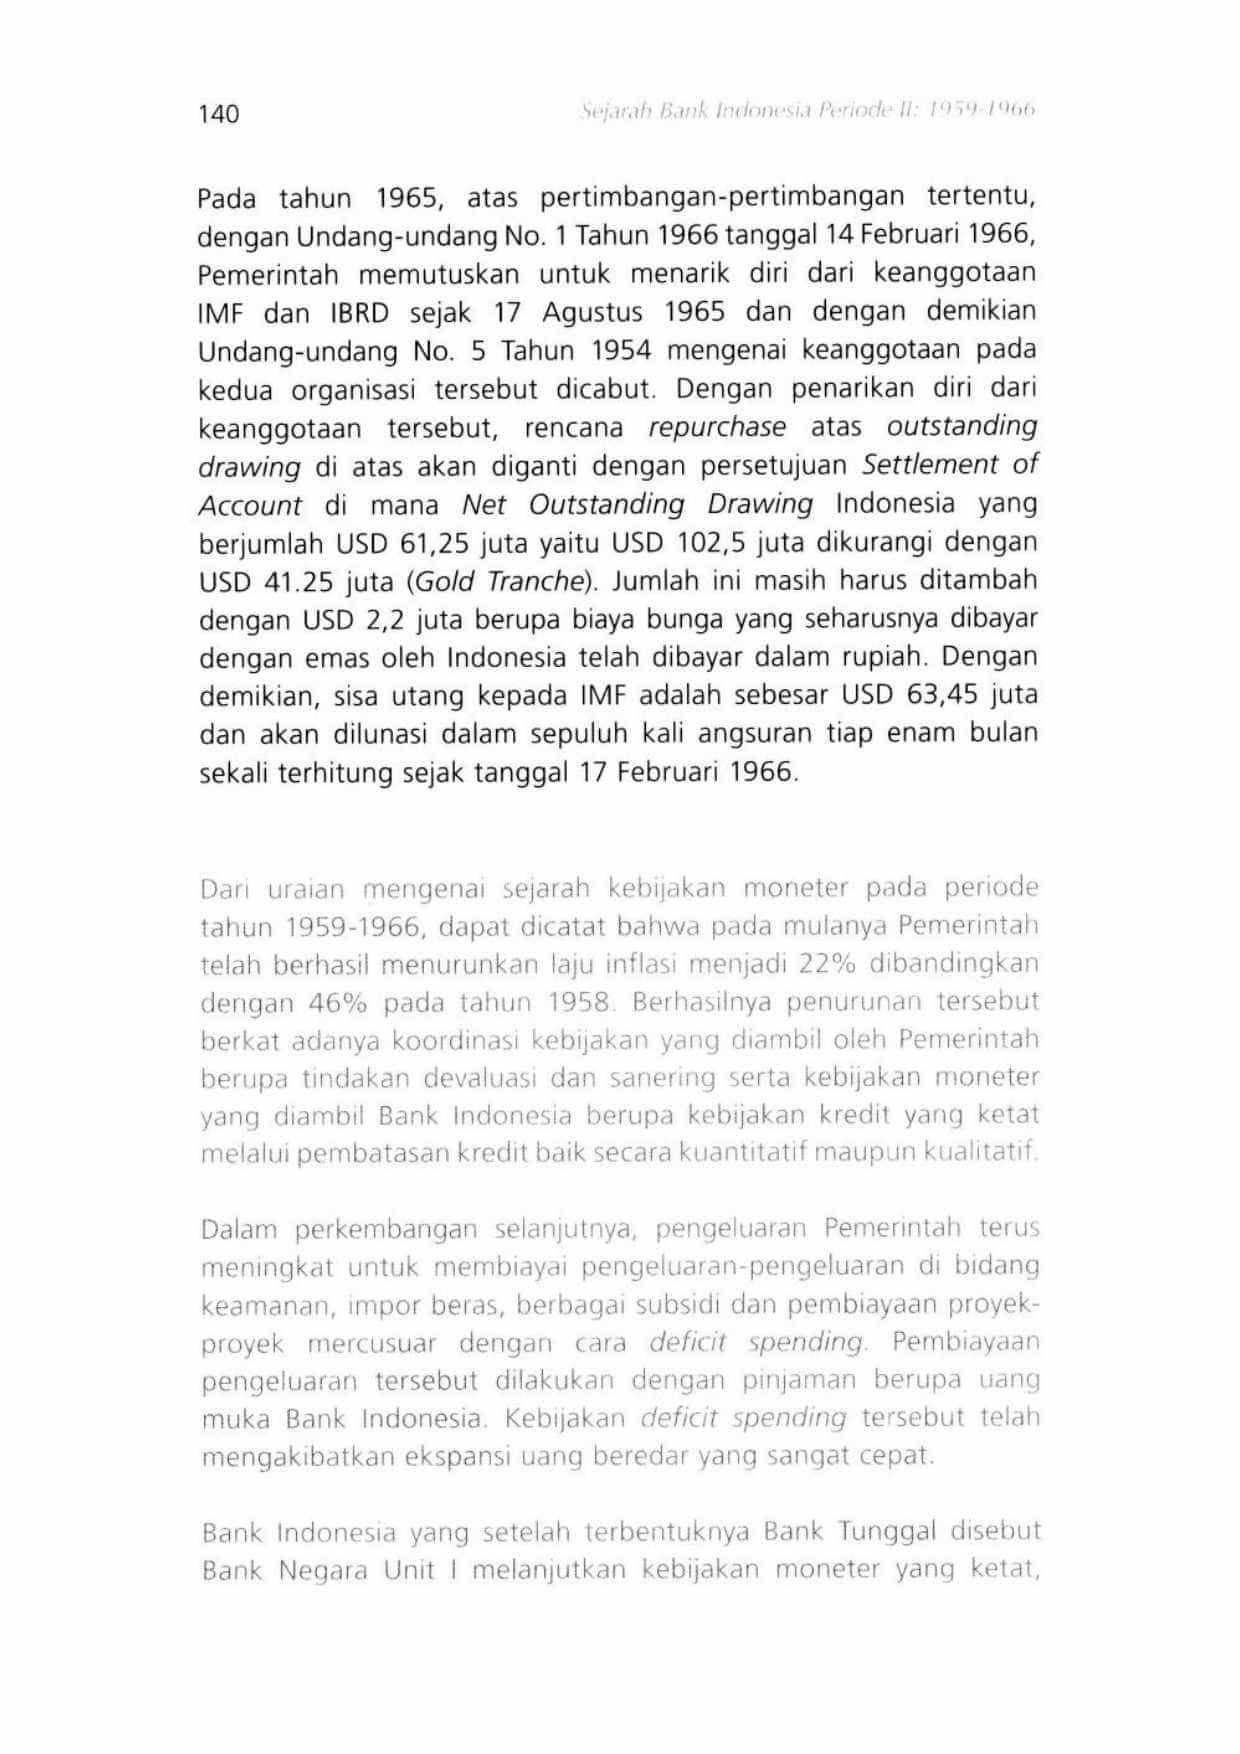 140
Sejarah Bank Indonesia Periode II: 1959-1966
Pada tahun 1965, atas pertimbangan-pertimbangan tertentu,
dengan Undang-undang No. 1 Tahun 1966 tanggal 14 Februari 1966,
Pemerintah memutuskan untuk menarik diri dari keanggotaan
IMF dan IBRD sejak 17 Agustus 1965 dan dengan demikian
Undang-undang No. 5 Tahun 1954 mengenai keanggotaan pada
kedua organisasi tersebut dicabut. Dengan penarikan diri dari
keanggotaan tersebut, rencana repurchase atas outstanding
drawing di atas akan diganti dengan persetujuan Settlement of
Account di mana Net Outstanding Drawing Indonesia yang
berjumlah USD 61,25 juta yaitu USD 102,5 juta dikurangi dengan
USD 41.25 juta (Gold Tranche). Jumlah ini masih harus ditambah
dengan USD 2,2 juta berupa biaya bunga yang seharusnya dibayar
dengan emas oleh Indonesia telah dibayar dalam rupiah. Dengan
demikian, sisa utang kepada IMF adalah sebesar USD 63,45 juta
dan akan dilunasi dalam sepuluh kali angsuran tiap enam bulan
sekali terhitung sejak tanggal 17 Februari 1966.
Dari uraian mengenai sejarah kebijakan moneter pada periode
tahun 1959-1966, dapat dicatat bahwa pada mulanya Pemerintah
telah berhasil menurunkan laju inflasi menjadi 22% dibandingkan
dengan 46% pada tahun 1958. Berhasilnya penurunan tersebut
berkat adanya koordinasi kebijakan yang diambil oleh Pemerintah
berupa tindakan devaluasi dan sanering serta kebijakan moneter
yang diambil Bank Indonesia berupa kebijakan kredit yang ketat
melalui pembatasan kredit baik secara kuantitatif maupun kualitatif.
Dalam perkembangan selanjutnya, pengeluaran Pemerintah terus
meningkat untuk membiayai pengeluaran-pengeluaran di bidang
keamanan, impor beras, berbagai subsidi dan pembiayaan proyek-
proyek mercusuar dengan cara deficit spending. Pembiayaan
pengeluaran tersebut dilakukan dengan pinjaman berupa uang
muka Bank Indonesia. Kebijakan deficit spending tersebut telah
mengakibatkan ekspansi uang beredar yang sangat cepat.
Bank Indonesia yang setelah terbentuknya Bank Tunggal disebut
Bank Negara Unit I melanjutkan kebijakan moneter yang ketat,